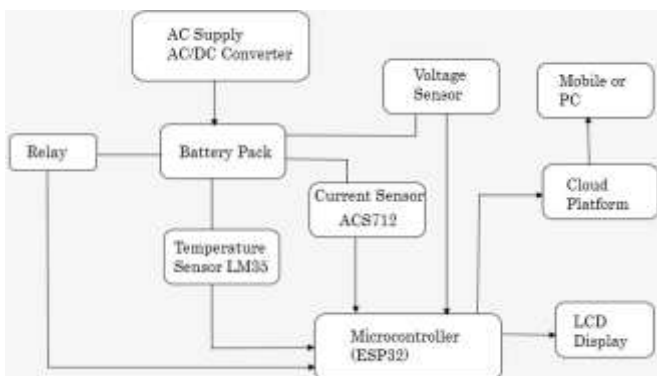 AC Supply
AC/DC Converter
Voltage
Sensor
Mobile or
PC
Relay
Battery Pack
Current Sensor
ACS712
Cloud
Platform
Temperature
Sensor LM35
Microcontroller
(ESP32)
LCD
Display